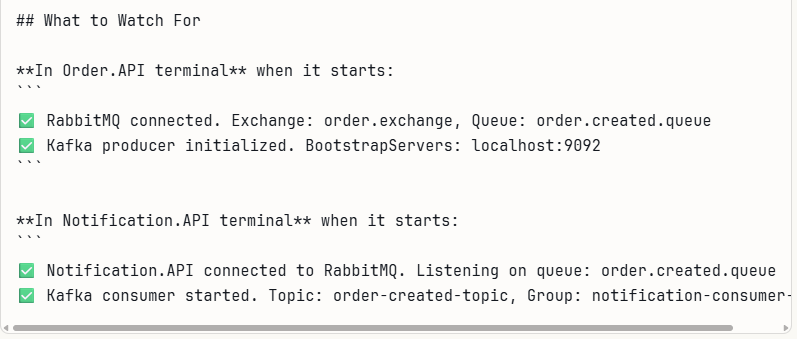 ## What to Watch For
**In Order.API terminal** when it starts:
```
✅ RabbitMQ connected. Exchange: order.exchange, Queue: order.created.queue
✅ Kafka producer initialized. BootstrapServers: localhost:9092
```
**In Notification.API terminal** when it starts:
```
✅ Notification.API connected to RabbitMQ. Listening on queue: order.created.queue
✅ Kafka consumer started. Topic: order-created-topic, Group: notification-consumer-